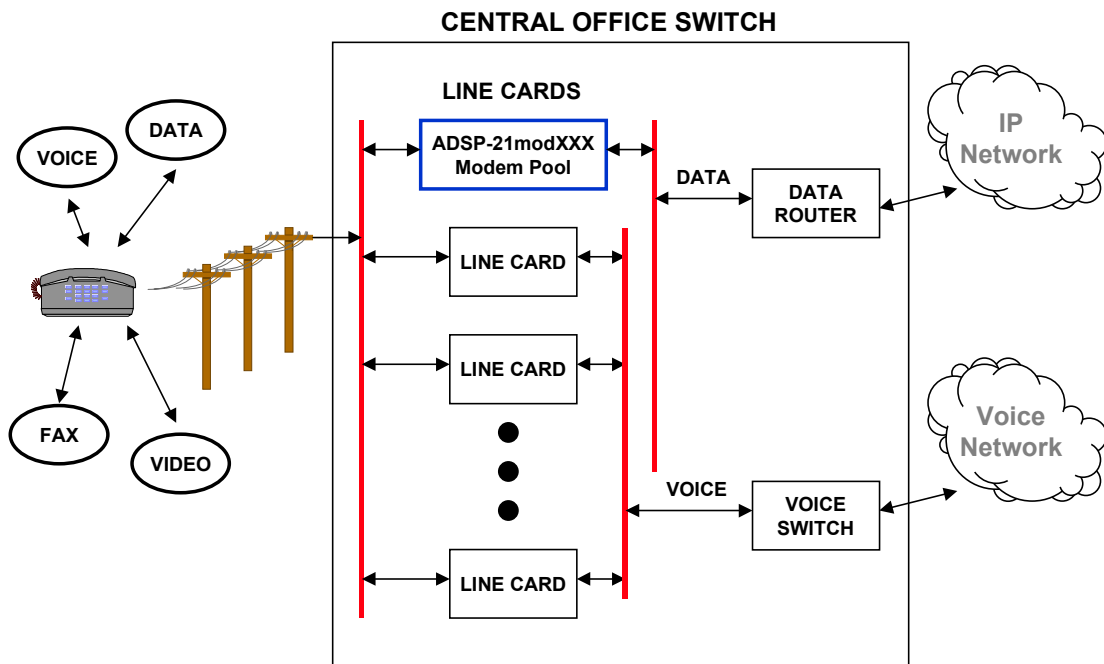 CENTRAL OFFICE SWITCH
LINE CARDS
DATA
VOICE
ADSP-21modXXX
Modem Pool
IP
Network
DATA
DATA
ROUTER
LINE CARD
LINE CARD
FAX
VIDEO
Voice
Network
VOICE
VOICE
SWITCH
LINE CARD